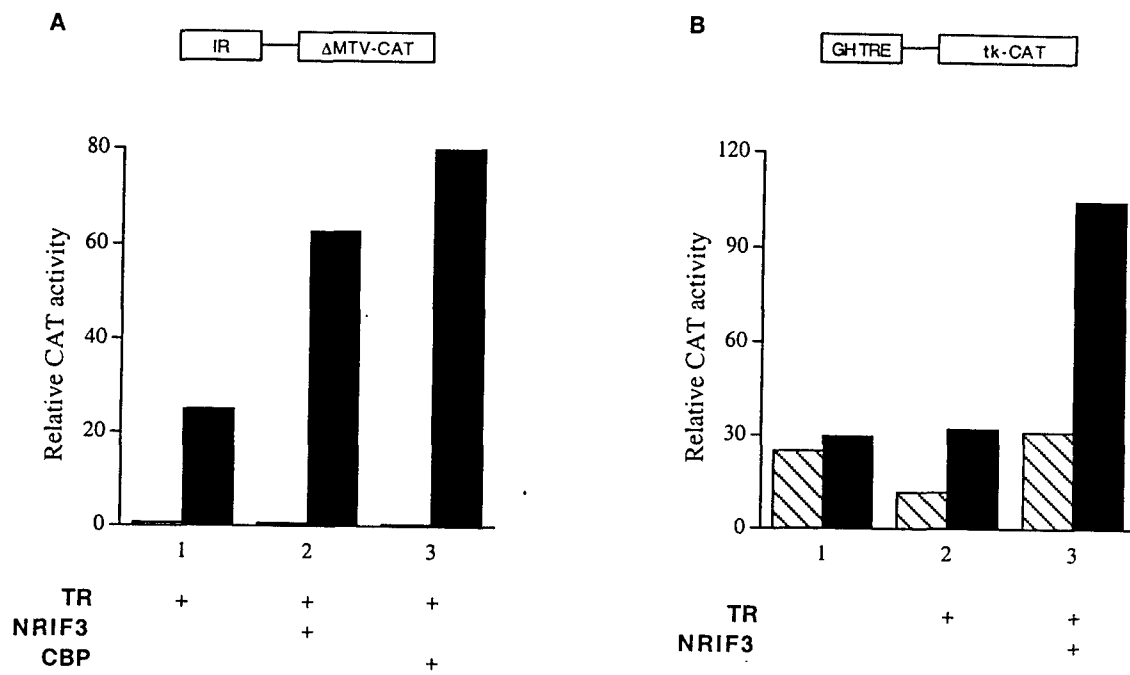 A
IR
ΔMTV-CAT
80
60
40
20
0
Relative CAT activity
1 2 3
TR + + +
NRIF3 +
CBP +
B
GHTRE
tk-CAT
120
90
60
30
0
Relative CAT activity
1 2 3
TR + +
NRIF3 +